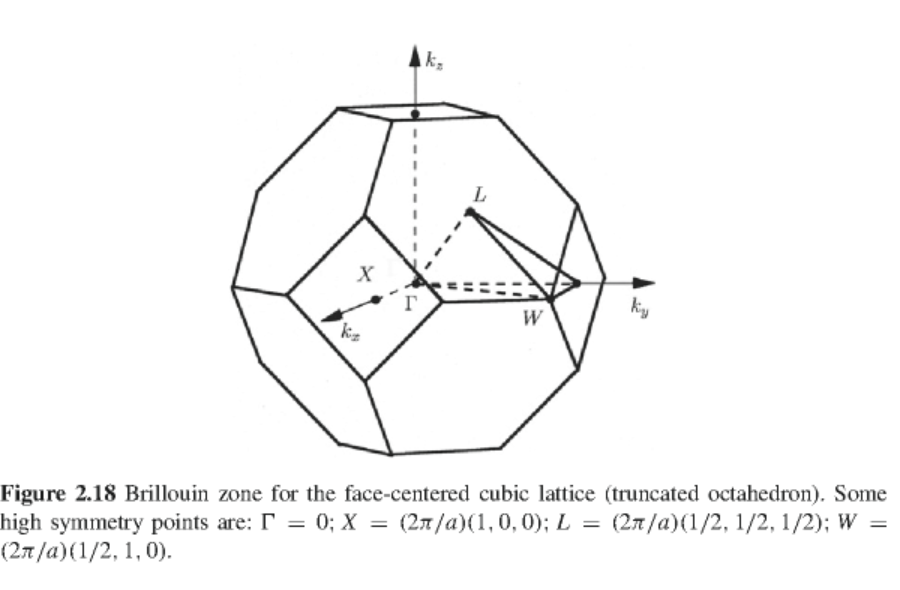 k_z
L
X
Γ
k_x
W
k_y
Figure 2.18 Brillouin zone for the face-centered cubic lattice (truncated octahedron). Some
high symmetry points are: Γ = 0; X = (2π/a)(1, 0, 0); L = (2π/a)(1/2, 1/2, 1/2); W =
(2π/a)(1/2, 1, 0).